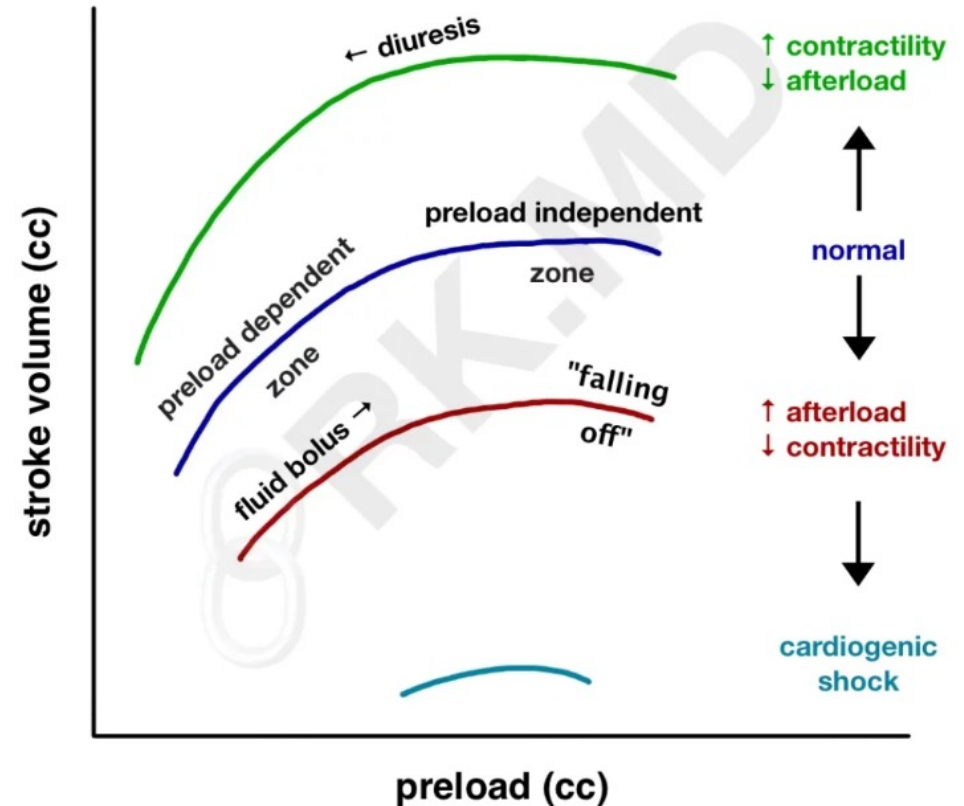 ← diuresis
↑ contractility
↓ afterload
preload independent
zone
normal
preload dependent
zone
"falling
off"
↑ afterload
↓ contractility
fluid bolus →
cardiogenic
shock
stroke volume (cc)
preload (cc)
RK.MD